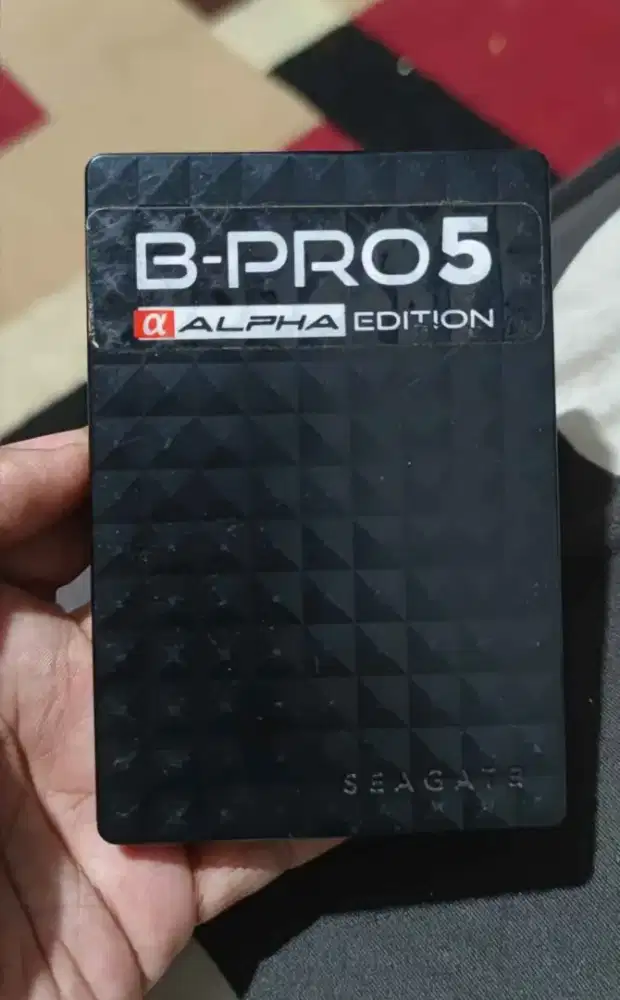 B-PRO5
α ALPHA EDITION
SEAGATE